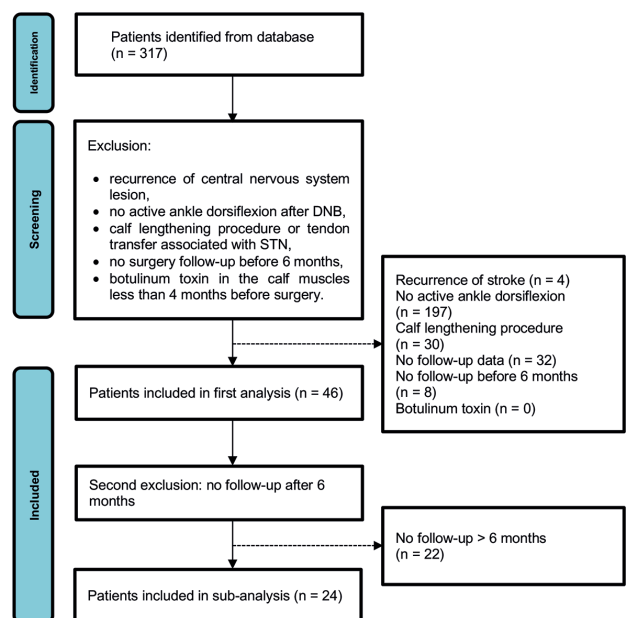 Identification
Patients identified from database
(n = 317)
Screening
Exclusion:
• recurrence of central nervous system
lesion,
• no active ankle dorsiflexion after DNB,
• calf lengthening procedure or tendon
transfer associated with STN,
• no surgery follow-up before 6 months,
• botulinum toxin in the calf muscles
less than 4 months before surgery.
Recurrence of stroke (n = 4)
No active ankle dorsiflexion
(n = 197)
Calf lengthening procedure
(n = 30)
No follow-up data (n = 32)
No follow-up before 6 months
(n = 8)
Botulinum toxin (n = 0)
Included
Patients included in first analysis (n = 46)
Second exclusion: no follow-up after 6
months
No follow-up > 6 months
(n = 22)
Patients included in sub-analysis (n = 24)